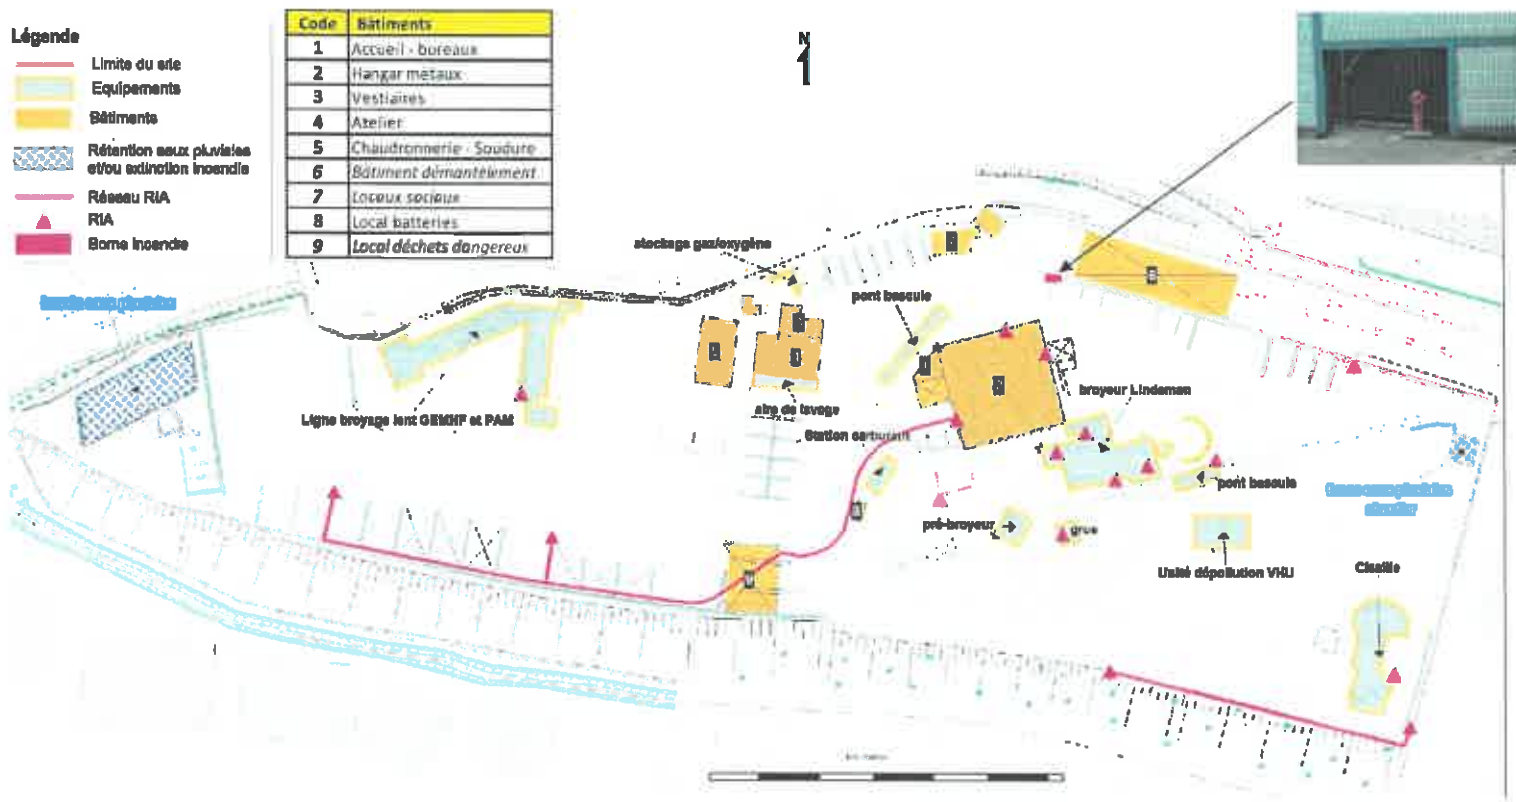 Légende
Limite du site
Equipements
Bâtiments
Rétention eaux pluviales
et/ou extinction incendie
Réseau RIA
RIA
Borne incendie
Code Bâtiments
1 Accueil - bureaux
2 Hangar métaux
3 Vestiaires
4 Atelier
5 Chaudronnerie - Soudure
6 Bâtiment démantèlement
7 Locaux sociaux
8 Local batteries
9 Local déchets dangereux
N
stockage gaz/oxygène
pont bascule
Ligne broyage lent GEMHF et PAM
aire de lavage
Station carburant
broyeur Lindeman
pont bascule
pré-broyeur
grue
Unité dépollution VHU
Cisaille
9